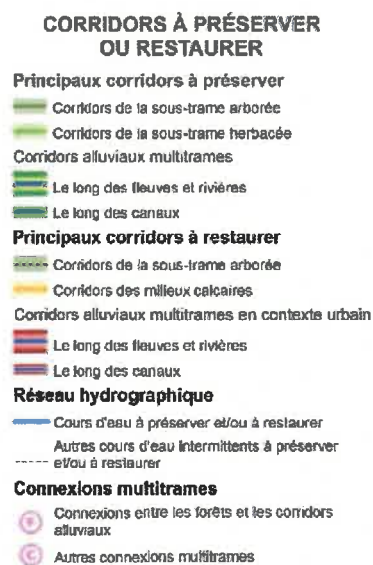 CORRIDORS À PRÉSERVER
OU RESTAURER
Principaux corridors à préserver
Corridors de la sous-trame arborée
Corridors de la sous-trame herbacée
Corridors alluviaux multitrames
Le long des fleuves et rivières
Le long des canaux
Principaux corridors à restaurer
Corridors de la sous-trame arborée
Corridors des milieux calcaires
Corridors alluviaux multitrames en contexte urbain
Le long des fleuves et rivières
Le long des canaux
Réseau hydrographique
Cours d'eau à préserver et/ou à restaurer
Autres cours d'eau intermittents à préserver
et/ou à restaurer
Connexions multitrames
Connexions entre les forêts et les corridors
alluviaux
C Autres connexions multitrames